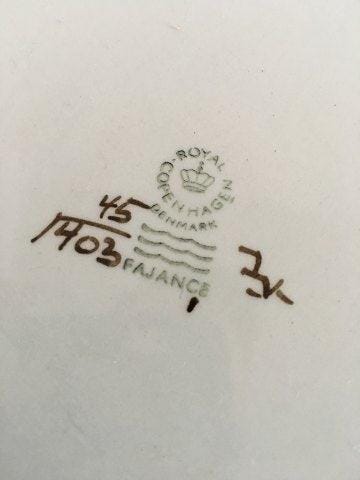 ROYAL
COPENHAGEN
DENMARK
45
1403
FAJANCE